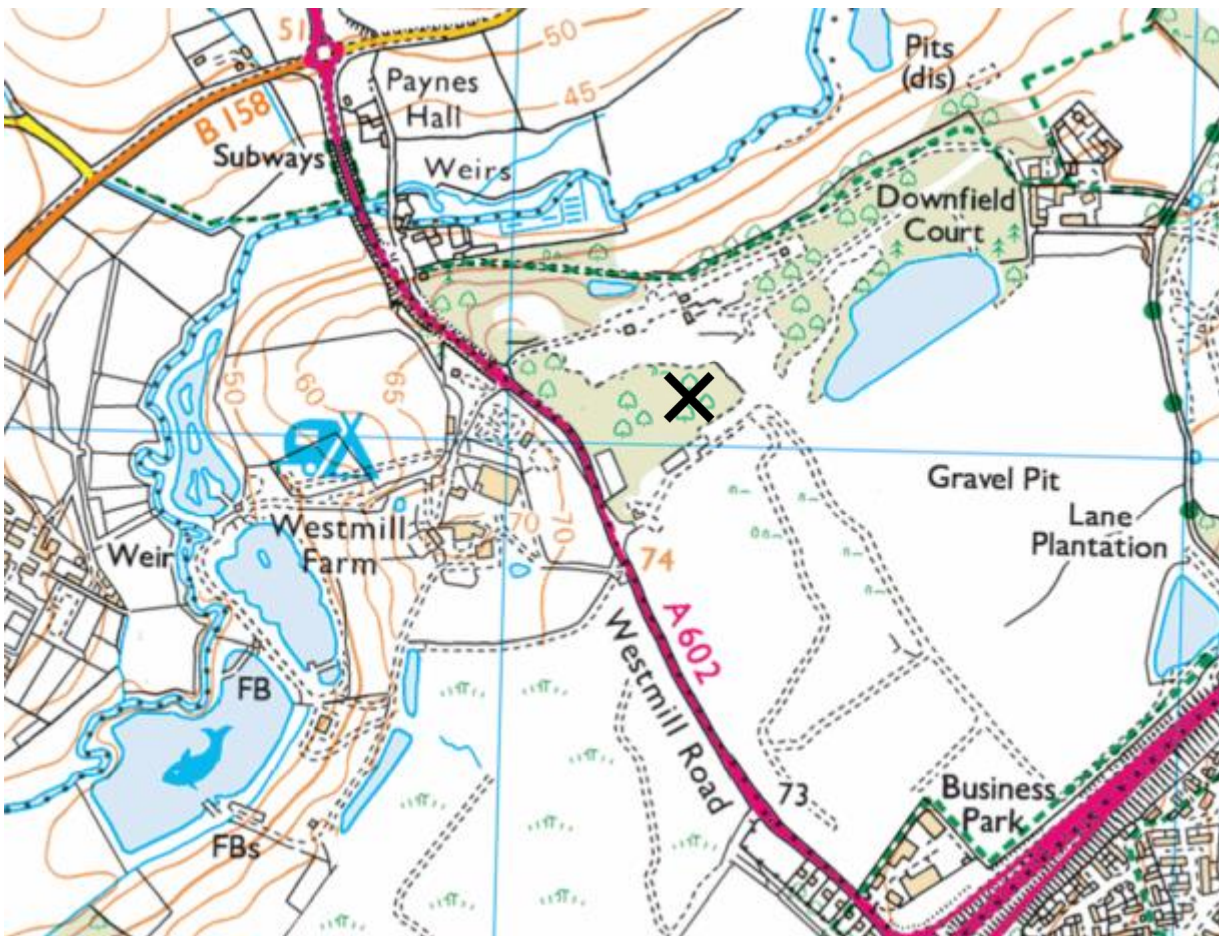 51
50
Pits
(dis)
Paynes
Hall
45
B 158
Subways
Weirs
Downfield
Court
50
60
65
Gravel Pit
Lane
Plantation
Westmill
Farm
70
70
Weir
74
A 602
Westmill Road
FB
73
Business
Park
FBs